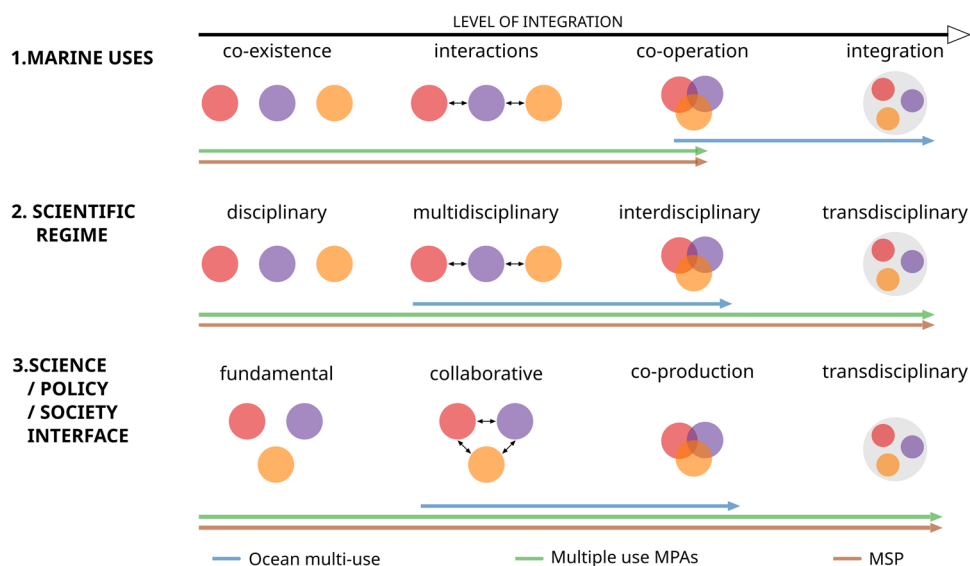 LEVEL OF INTEGRATION
1.MARINE USES
co-existence
interactions
co-operation
integration
2. SCIENTIFIC
REGIME
disciplinary
multidisciplinary
interdisciplinary
transdisciplinary
3.SCIENCE
/ POLICY
/ SOCIETY
INTERFACE
fundamental
collaborative
co-production
transdisciplinary
Ocean multi-use
Multiple use MPAs
MSP